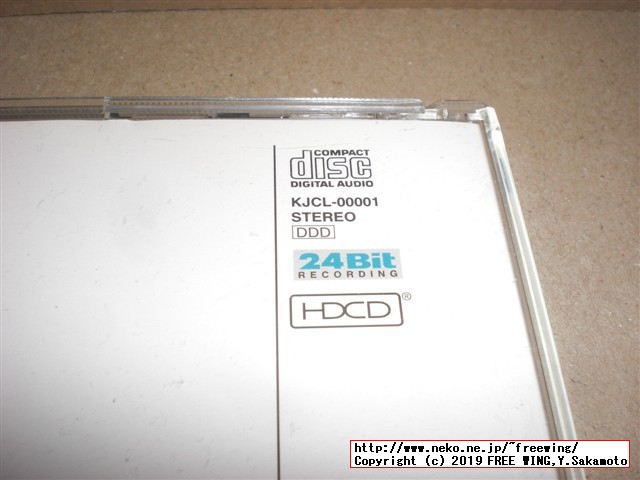 COMPACT
disc
DIGITAL AUDIO
KJCL-00001
STEREO
DDD
24Bit
RECORDING
HDCD®
http://www.neko.ne.jp/~freewing/
Copyright (c) 2019 FREE WING,Y.Sakamoto